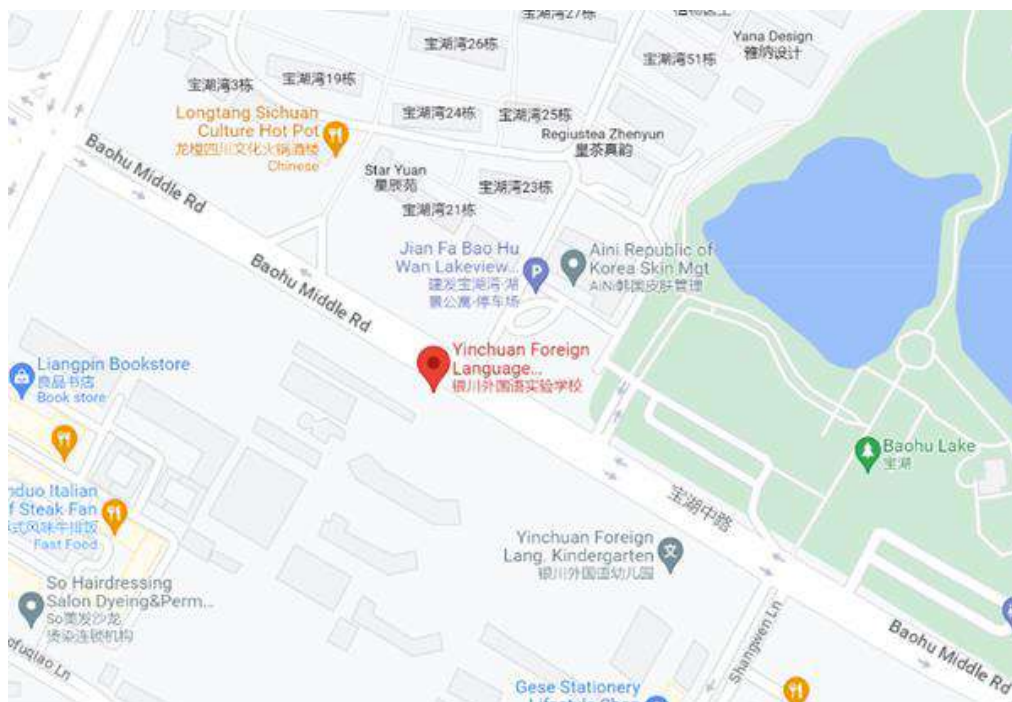 宝湖湾27栋
Yana Design
雅纳设计
宝湖湾26栋
宝湖湾51栋
宝湖湾3栋
宝湖湾19栋
Longtang Sichuan
Culture Hot Pot
龙橙四川文化火锅酒楼
Chinese
宝湖湾24栋
宝湖湾25栋
Regiustea Zhenyun
皇茶真韵
Baohu Middle Rd
Star Yuan
星辰苑
宝湖湾23栋
宝湖湾21栋
Jian Fa Bao Hu
Wan Lakeview...
建发宝湖湾·湖
景公寓-停车场
P
Aini Republic of
Korea Skin Mgt
AiNi韩国皮肤管理
Baohu Middle Rd
Yinchuan Foreign
Language...
银川外国语实验学校
Liangpin Bookstore
良品书店
Book store
Baohu Lake
宝湖
nduo Italian
f Steak Fan
式风味牛排饭
Fast Food
宝湖中路
Yinchuan Foreign
Lang. Kindergarten
银川外国语幼儿园
文
So Hairdressing
Salon Dyeing&Perm...
So美发沙龙
烫染连锁机构
ofuqiao Ln
Shangwen Ln
Baohu Middle Rd
Gese Stationery